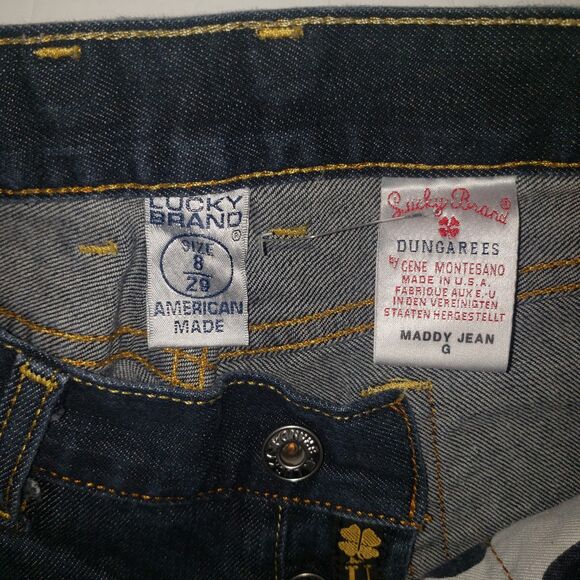 LUCKY
BRAND®
SIZE
8
29
AMERICAN
MADE
Lucky Brand®
DUNGAREES
by GENE MONTESANO
MADE IN U.S.A.
FABRIQUE AUX E.-U
IN DEN VEREINIGTEN
STAATEN HERGESTELLT
MADDY JEAN
G